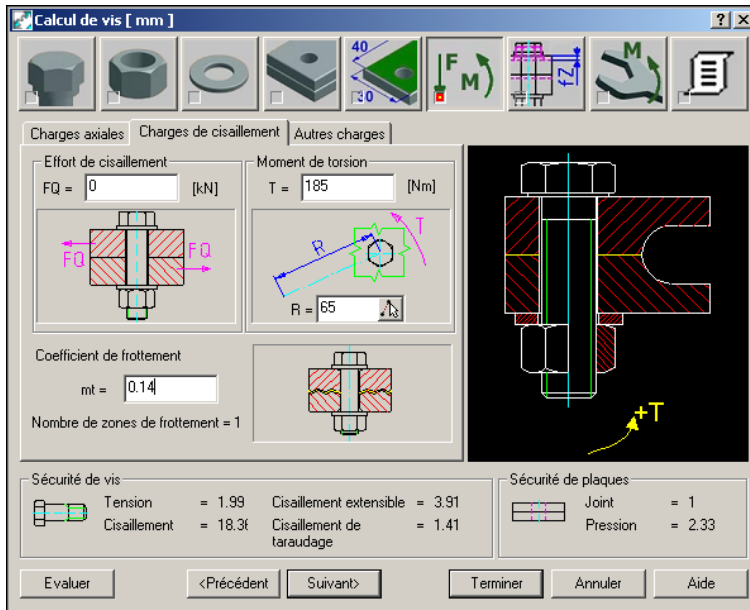 Calcul de vis [ mm ]
40
30
F
M
fZ
M
Charges axiales
Charges de cisaillement
Autres charges
Effort de cisaillement
FQ = 0 [kN]
FQ
FQ
Moment de torsion
T = 185 [Nm]
R
T
R = 65
Coefficient de frottement
mt = 0.14
Nombre de zones de frottement = 1
+T
Sécurité de vis
Tension = 1.99
Cisaillement = 18.36
Cisaillement extensible = 3.91
Cisaillement de = 1.41
taraudage
Sécurité de plaques
Joint = 1
Pression = 2.33
Evaluer
<Précédent
Suivant>
Terminer
Annuler
Aide